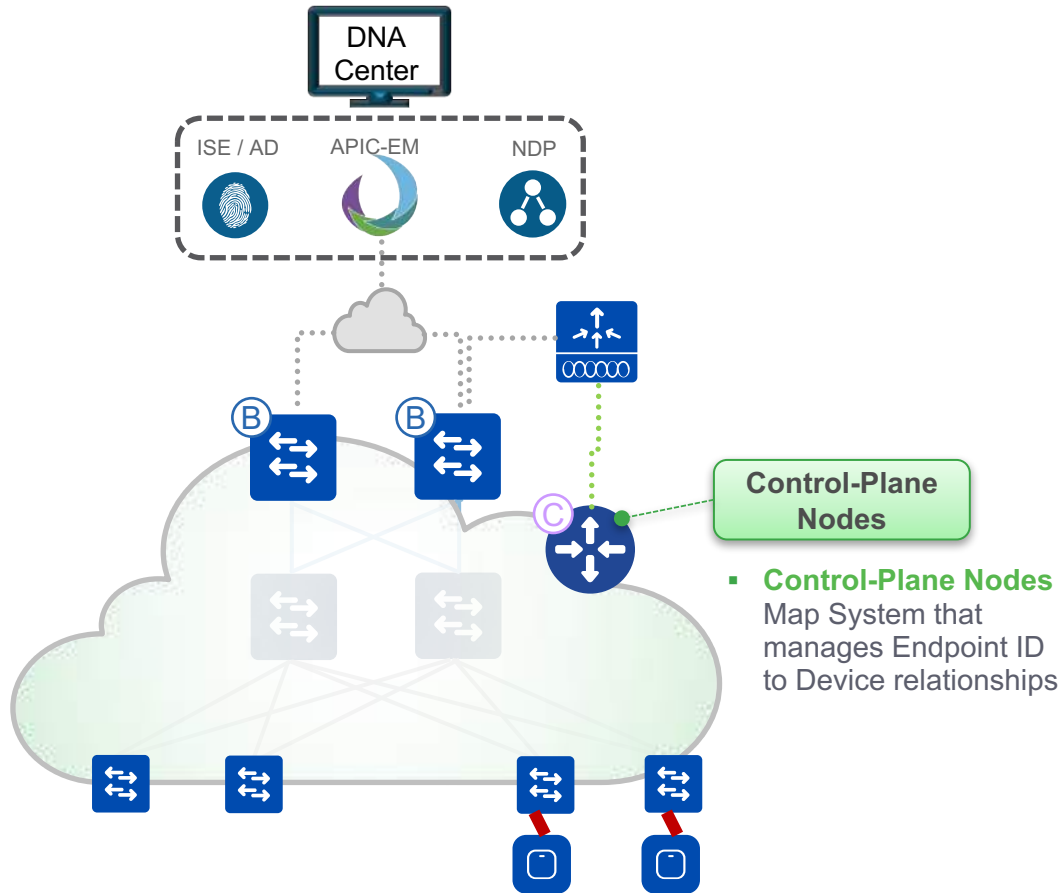 DNA
Center
ISE / AD
APIC-EM
NDP
B
B
C
Control-Plane
Nodes
▪ Control-Plane Nodes
Map System that
manages Endpoint ID
to Device relationships